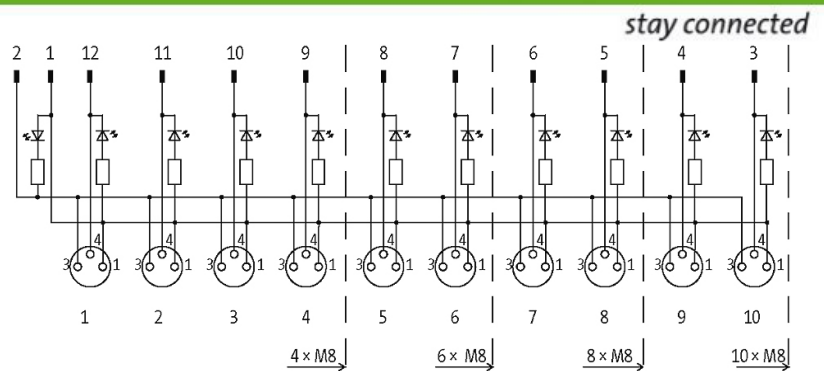 stay connected
2 1 12 11 10 9 8 7 6 5 4 3
4 4 4 4 4 4 4 4 4 4
3 1 3 1 3 1 3 1 3 1 3 1 3 1 3 1 3 1 3 1
1 2 3 4 5 6 7 8 9 10
4 × M8 6 × M8 8 × M8 10 × M8